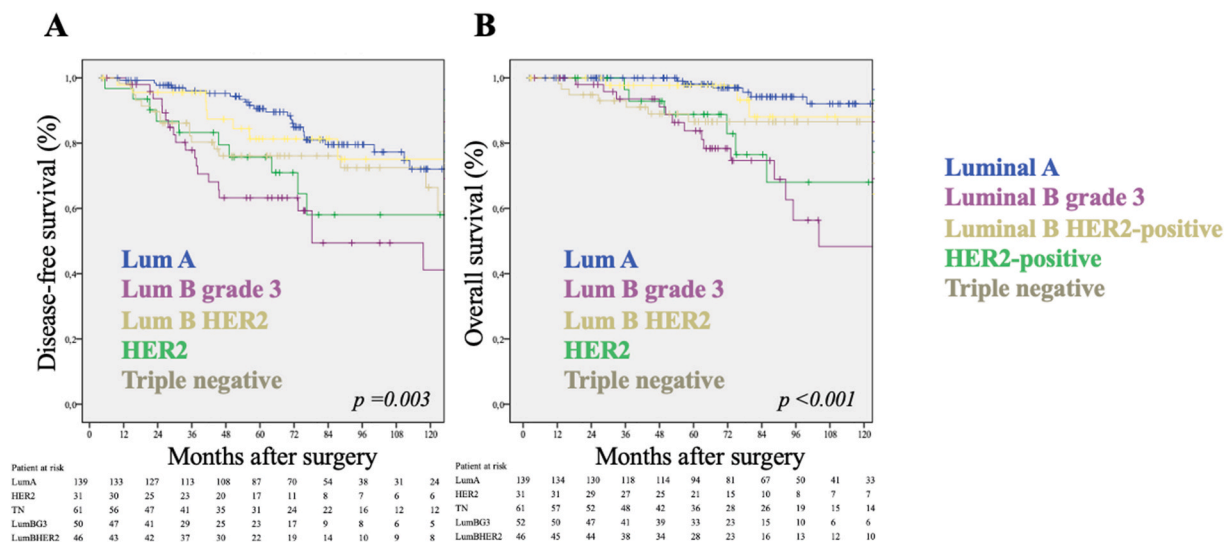 A
B
Disease-free survival (%)
1,0
0,8
0,6
0,4
0,2
0,0
Lum A
Lum B grade 3
Lum B HER2
HER2
Triple negative
p =0.003
0 12 24 36 48 60 72 84 96 108 120
Months after surgery
Overall survival (%)
1,0
0,8
0,6
0,4
0,2
0,0
Lum A
Lum B grade 3
Lum B HER2
HER2
Triple negative
p <0.001
0 12 24 36 48 60 72 84 96 108 120
Months after surgery
Luminal A
Luminal B grade 3
Luminal B HER2-positive
HER2-positive
Triple negative
Patient at risk
LumA 139 133 127 113 108 87 70 54 38 31 24
HER2 31 30 25 23 20 17 11 8 7 6 6
TN 61 56 47 41 35 31 24 22 16 12 12
LumBG3 50 47 41 29 25 23 17 9 8 6 5
LumBHER2 46 43 42 37 30 22 19 14 10 9 8
Patient at risk
LumA 139 134 130 118 114 94 81 67 50 41 33
HER2 31 31 29 27 25 21 15 10 8 7 7
TN 61 57 52 48 42 36 28 26 19 15 14
LumBG3 52 50 47 41 39 33 23 15 10 6 6
LumBHER2 46 45 44 38 34 28 23 16 13 12 10